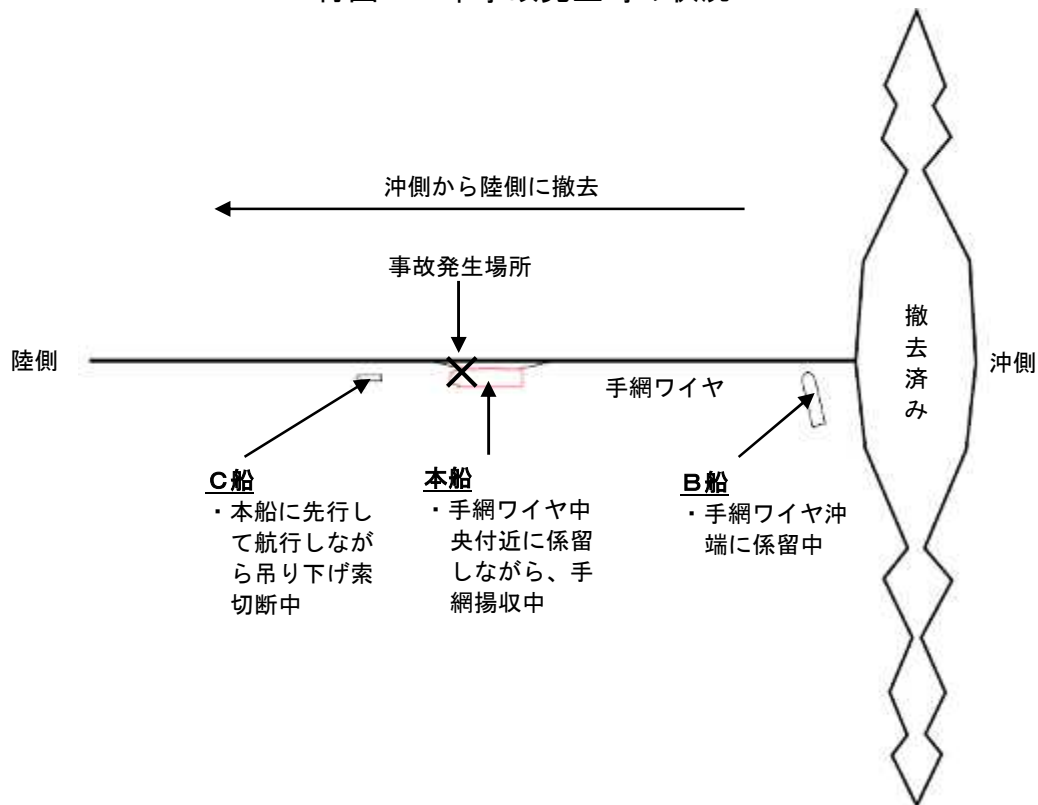 沖側から陸側に撤去
事故発生場所
陸側
手網ワイヤ
撤去済み
沖側
C船
・本船に先行し
て航行しなが
ら吊り下げ索
切断中
本船
・手網ワイヤ中
央付近に係留
しながら、手
網揚収中
B船
・手網ワイヤ沖
端に係留中